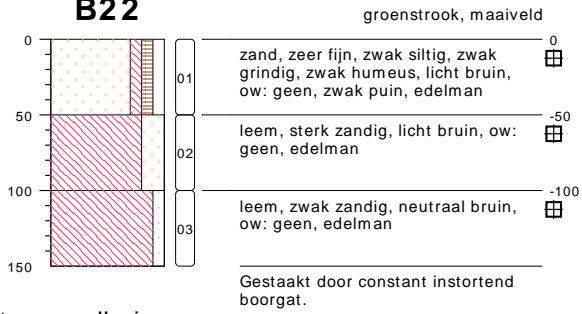 B22
groenstrook, maaiveld
0
0
zand, zeer fijn, zwak siltig, zwak
grindig, zwak humeus, licht bruin,
ow: geen, zwak puin, edelman
01
50
-50
leem, sterk zandig, licht bruin, ow:
geen, edelman
02
100
-100
leem, zwak zandig, neutraal bruin,
ow: geen, edelman
03
150
Gestaakt door constant instortend
boorgat.